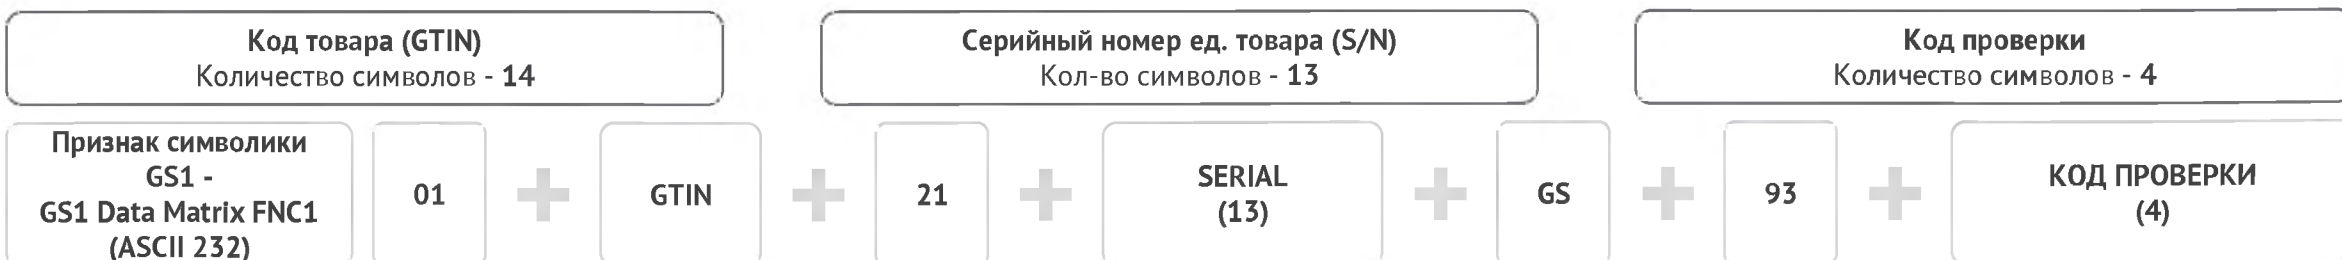 Код товара (GTIN)
Количество символов - 14
Серийный номер ед. товара (S/N)
Кол-во символов - 13
Код проверки
Количество символов - 4
Признак символики
GS1 -
GS1 Data Matrix FNC1
(ASCII 232)
01
+
GTIN
+
21
+
SERIAL
(13)
+
GS
+
93
+
КОД ПРОВЕРКИ
(4)